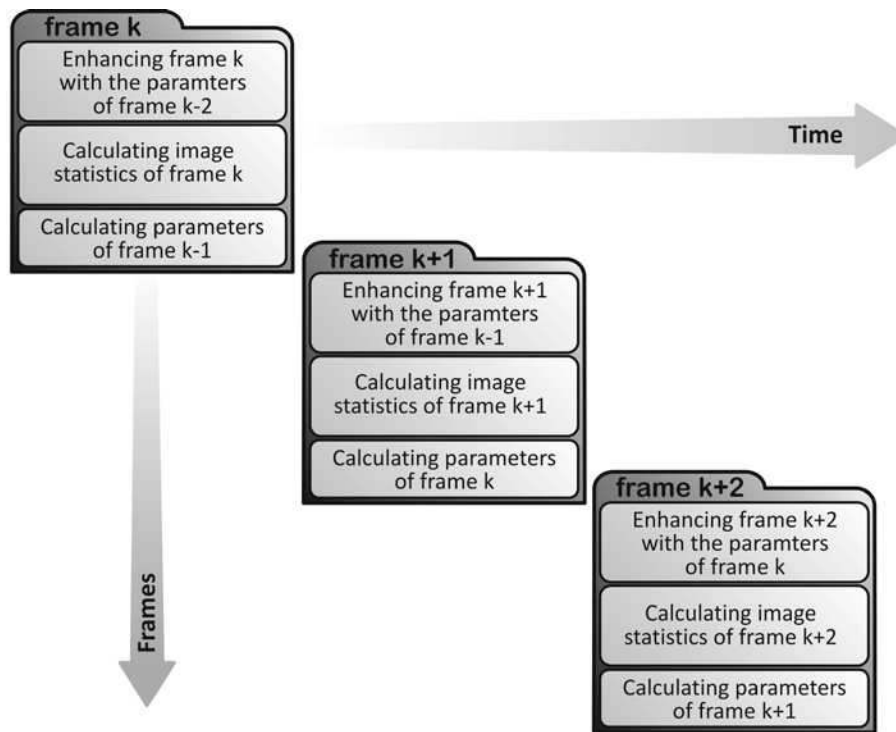 frame k
Enhancing frame k
with the paramters
of frame k-2
Calculating image
statistics of frame k
Calculating parameters
of frame k-1
Time
frame k+1
Enhancing frame k+1
with the paramters
of frame k-1
Calculating image
statistics of frame k+1
Calculating parameters
of frame k
frame k+2
Enhancing frame k+2
with the paramters
of frame k
Calculating image
statistics of frame k+2
Calculating parameters
of frame k+1
Frames